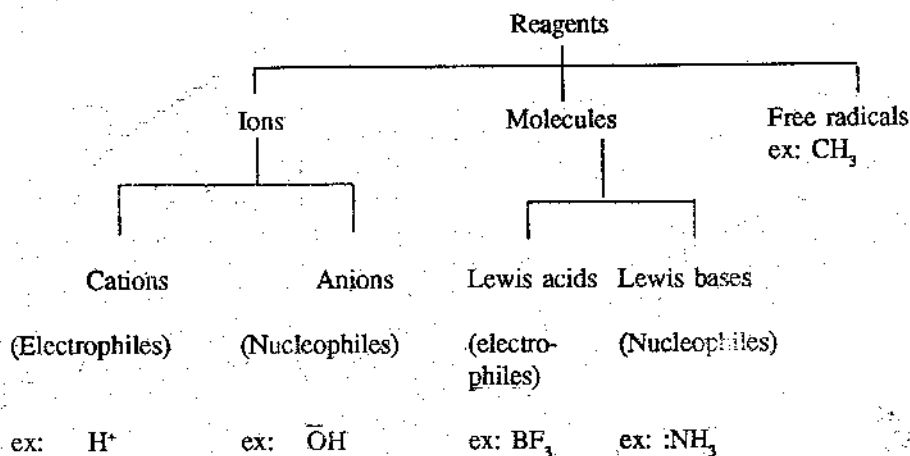 Reagents
Ions Molecules Free radicals
ex: CH₃
Cations Anions Lewis acids Lewis bases
(Electrophiles) (Nucleophiles) (electro- (Nucleophiles)
philes)
ex: H⁺ ex: O̅H ex: BF₃ ex: :NH₃